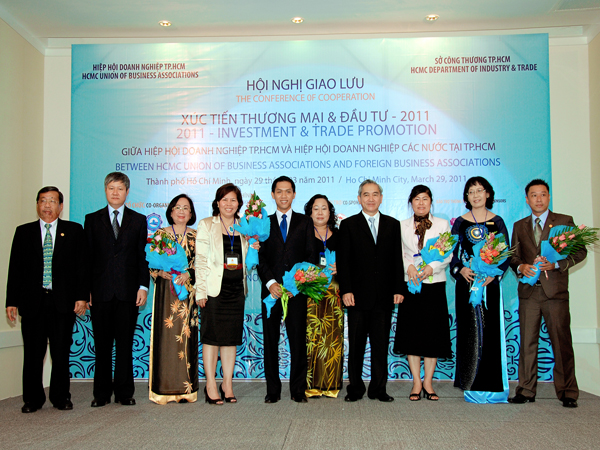 HIỆP HỘI DOANH NGHIỆP TP.HCM
HCMC UNION OF BUSINESS ASSOCIATIONS
SỞ CÔNG THƯƠNG TP.HCM
HCMC DEPARTMENT OF INDUSTRY & TRADE
HỘI NGHỊ GIAO LƯU
THE CONFERENCE OF COOPERATION
XÚC TIẾN THƯƠNG MẠI & ĐẦU TƯ - 2011
2011 - INVESTMENT & TRADE PROMOTION
GIỮA HIỆP HỘI DOANH NGHIỆP TP.HCM VÀ HIỆP HỘI DOANH NGHIỆP CÁC NƯỚC TẠI TP.HCM
BETWEEN HCMC UNION OF BUSINESS ASSOCIATIONS AND FOREIGN BUSINESS ASSOCIATIONS
Thành phố Hồ Chí Minh, ngày 29 03 năm 2011 / Ho Chi Minh City, March 29, 2011